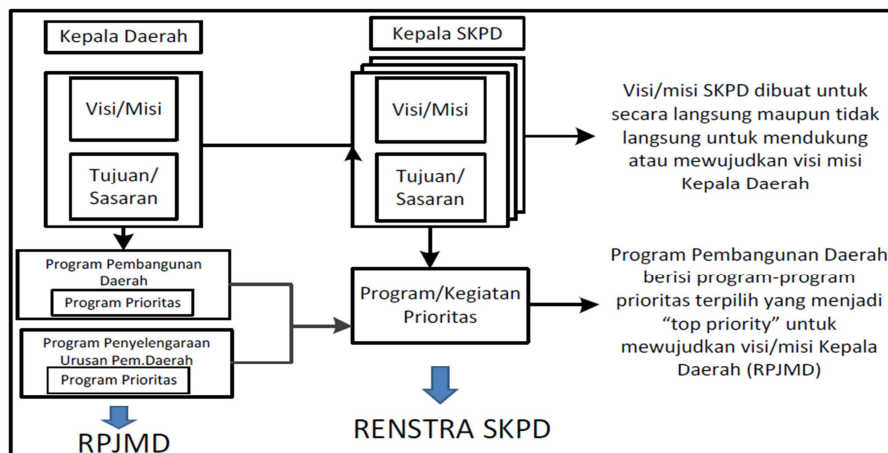 Kepala Daerah
Visi/Misi
Tujuan/
Sasaran
Program Pembangunan
Daerah
Program Prioritas
Program Penyelengaraan
Urusan Pem.Daerah
Program Prioritas
RPJMD
Kepala SKPD
Visi/Misi
Tujuan/
Sasaran
Program/Kegiatan
Prioritas
RENSTRA SKPD
Visi/misi SKPD dibuat untuk
secara langsung maupun tidak
langsung untuk mendukung
atau mewujudkan visi misi
Kepala Daerah
Program Pembangunan Daerah
berisi program-program
prioritas terpilih yang menjadi
“top priority” untuk
mewujudkan visi/misi Kepala
Daerah (RPJMD)